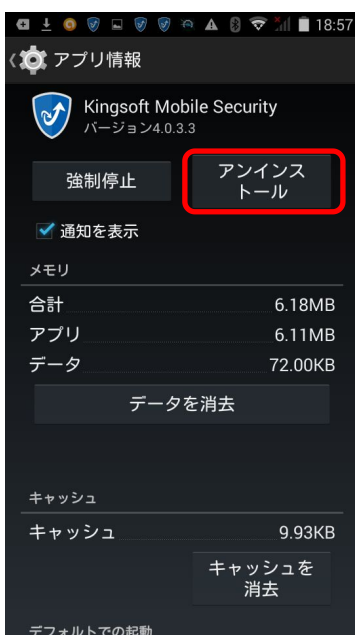 18:57
アプリ情報
Kingsoft Mobile Security
バージョン4.0.3.3
強制停止
アンインス
トール
通知を表示
メモリ
合計 6.18MB
アプリ 6.11MB
データ 72.00KB
データを消去
キャッシュ
キャッシュ 9.93KB
キャッシュを
消去
デフォルトでの起動